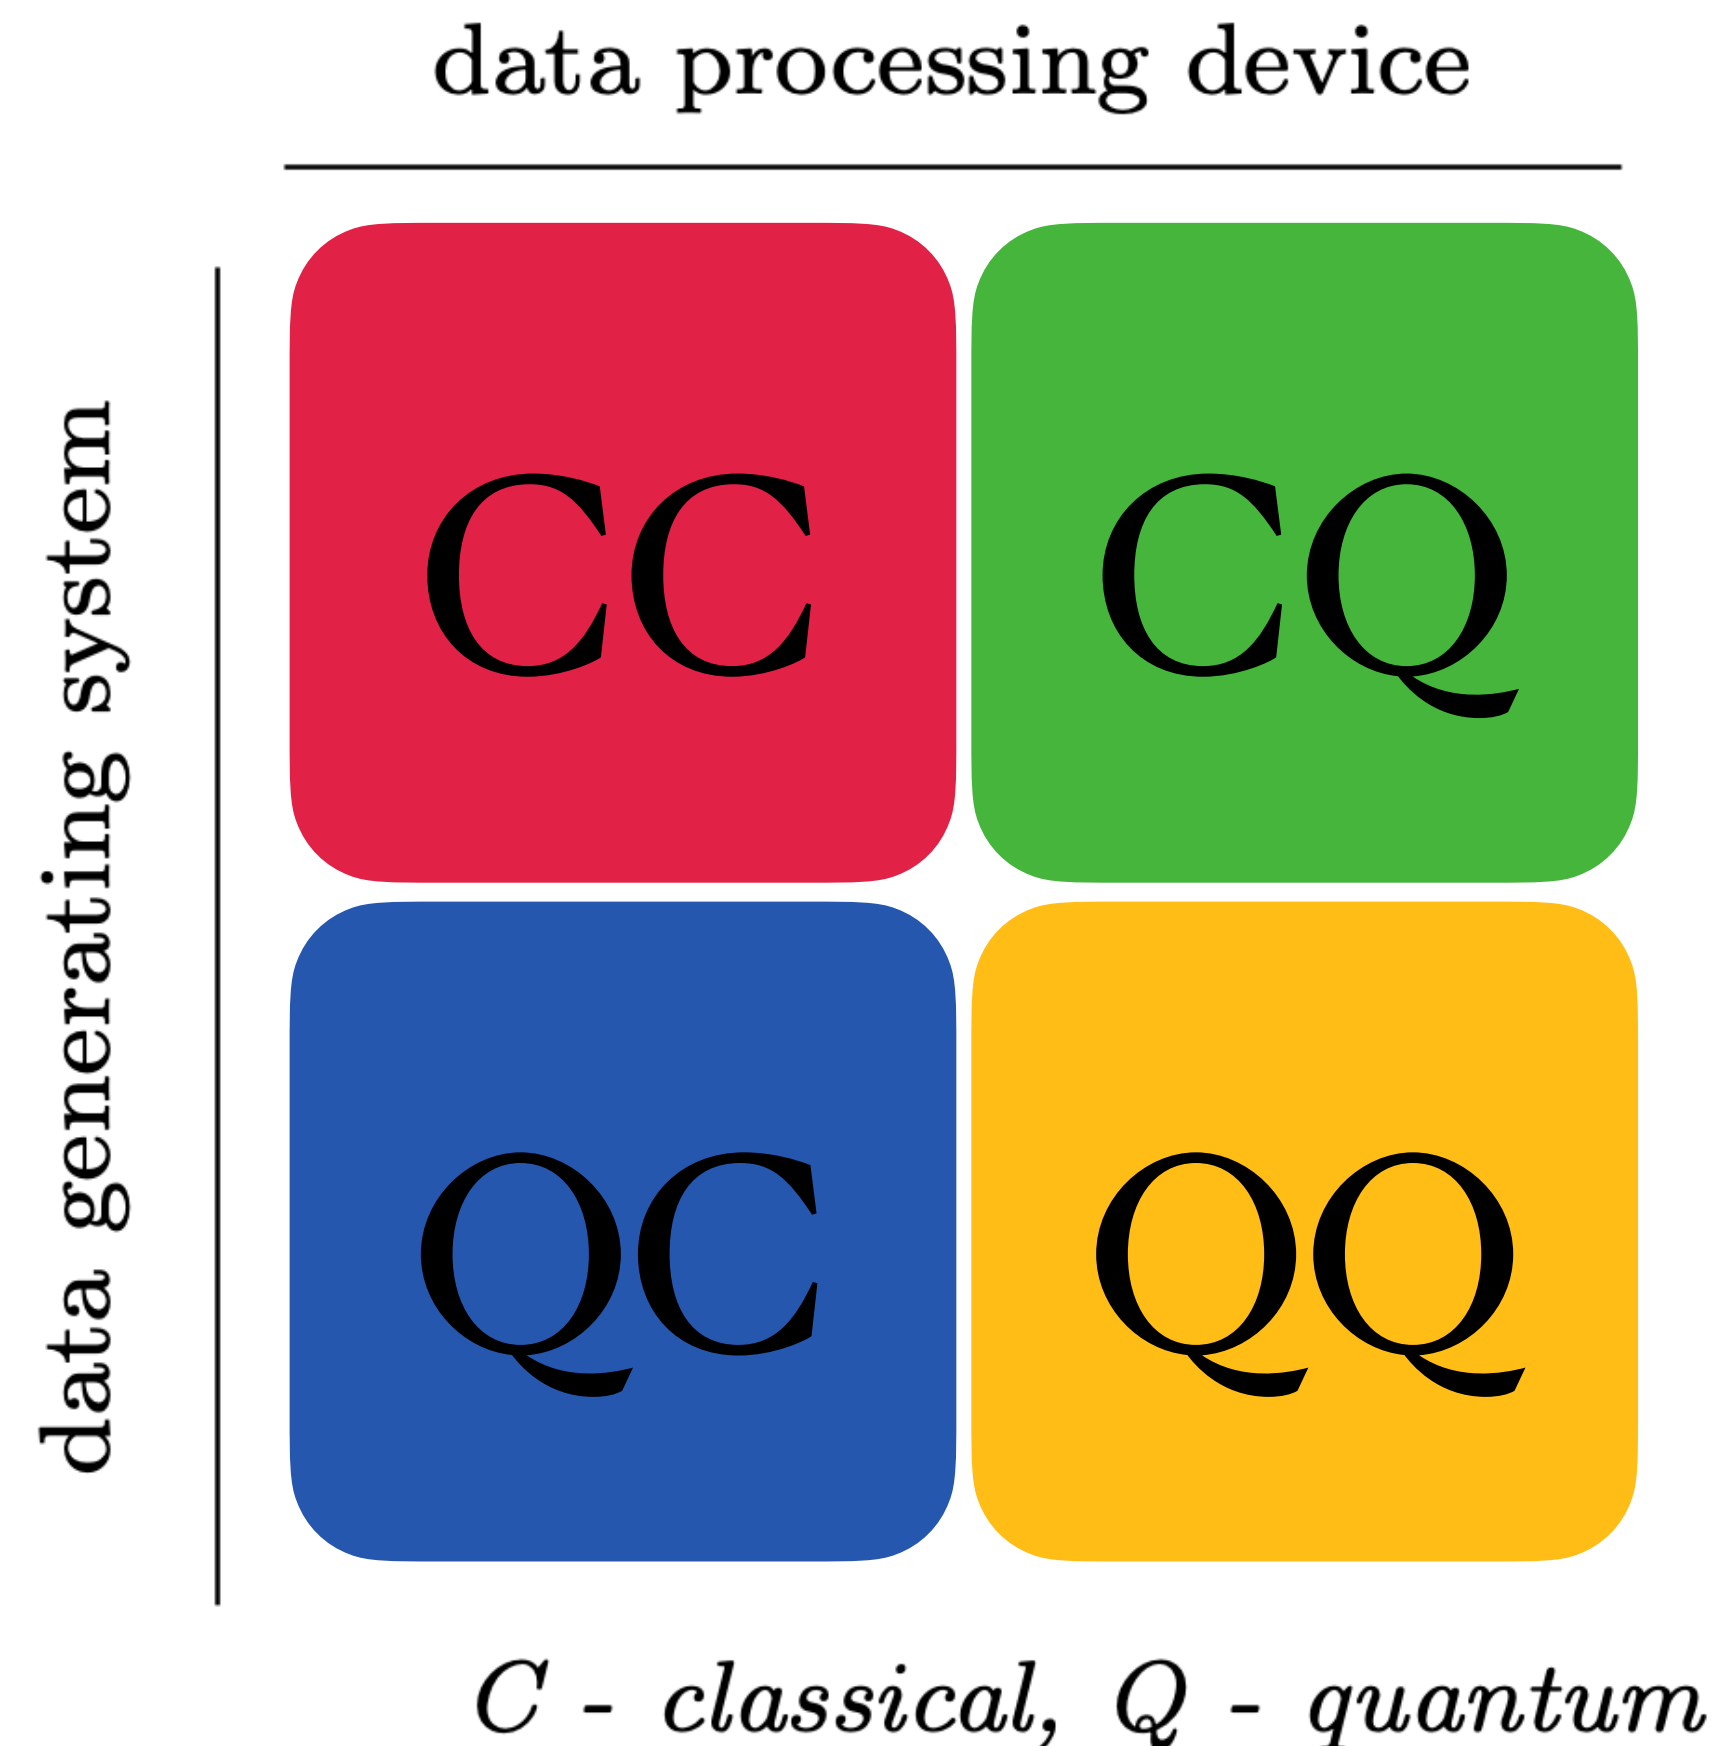 data processing device
data generating system
CC
CQ
QC
QQ
C - classical, Q - quantum